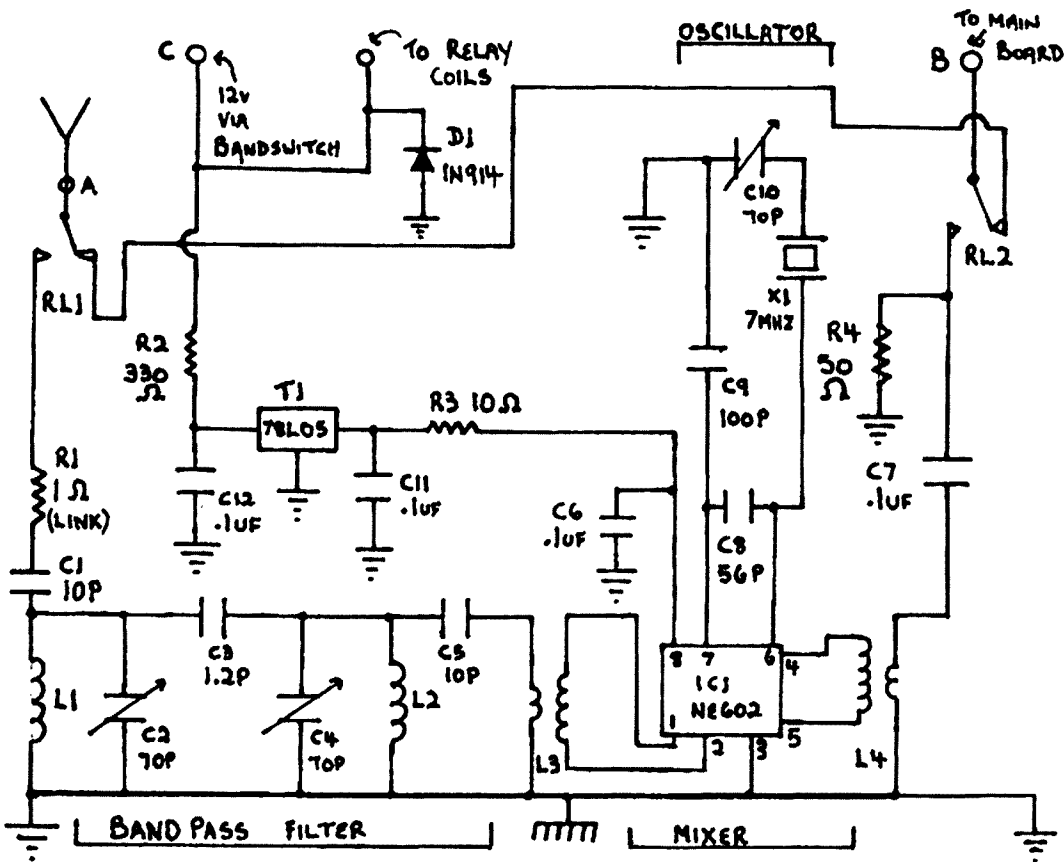 OSCILLATOR
TO MAIN
BOARD
B
C
12V
VIA
BANDSWITCH
TO RELAY
COILS
D1
1N914
A
RL1
C10
70P
X1
7MHZ
RL2
R2
330
Ω
T1
78L05
R3 10Ω
C9
100P
R4
50
Ω
R1
1Ω
(LINK)
C12
.1UF
C11
.1UF
C6
.1UF
C8
56P
C7
.1UF
C1
10P
C3
1.2P
C5
10P
L1
C2
70P
C4
70P
L2
L3
8 7 6 4
IC1
NE602
1 2 3 5
L4
BAND PASS FILTER
MIXER